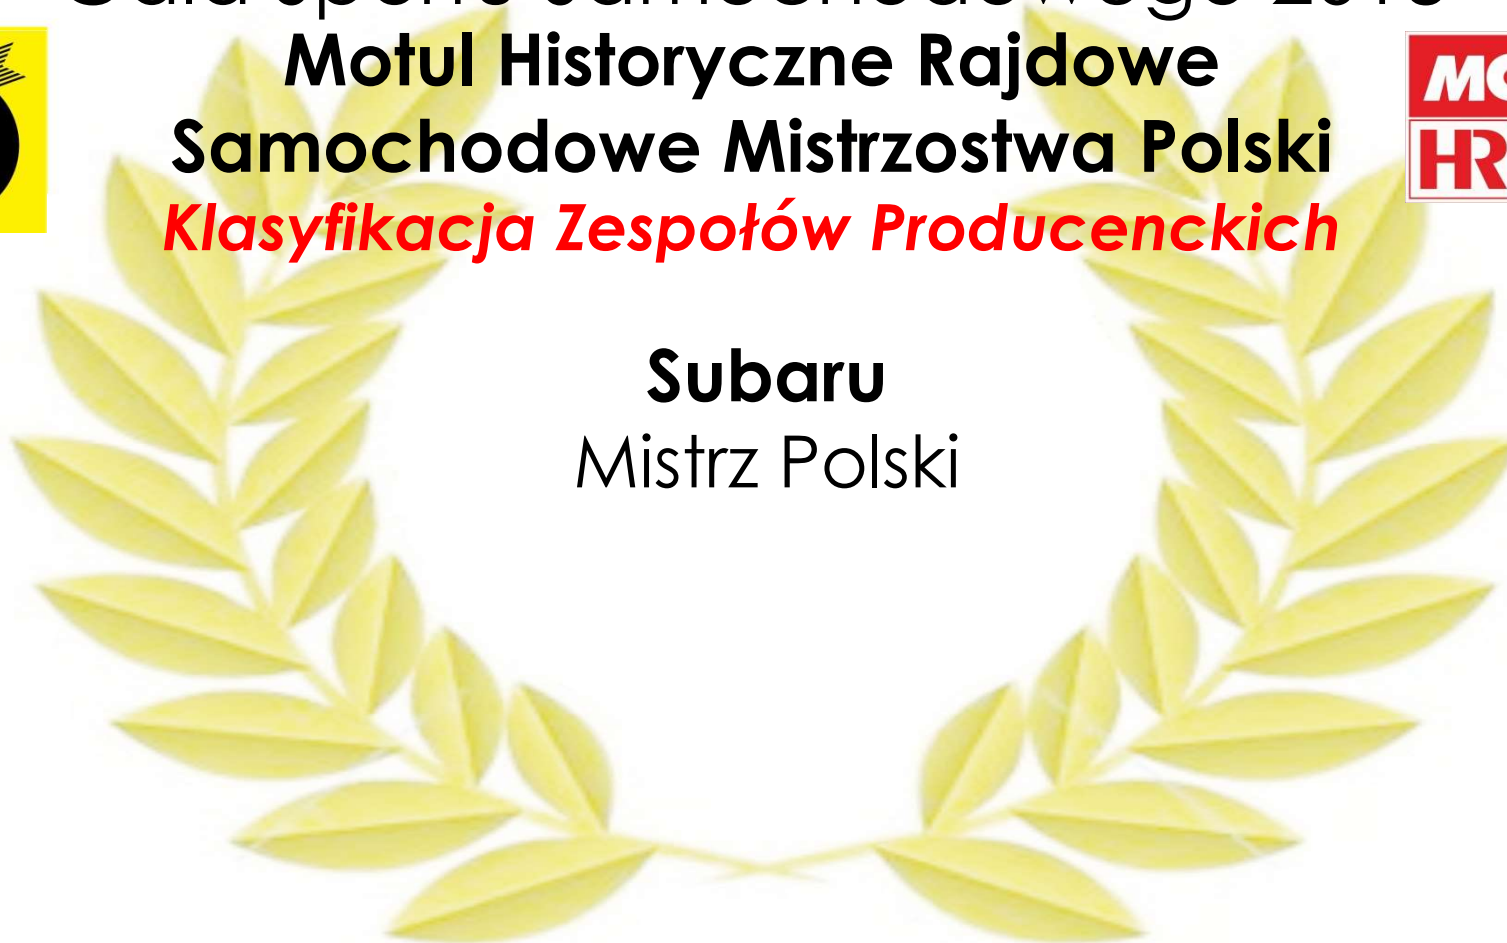 Motul Historyczne Rajdowe
Samochodowe Mistrzostwa Polski
Klasyfikacja Zespołów Producenckich
Subaru
Mistrz Polski